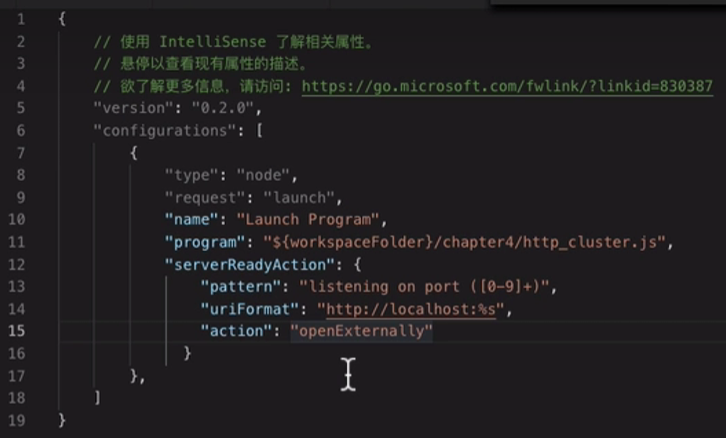 1 {
2 // 使用 IntelliSense 了解相关属性。
3 // 悬停以查看现有属性的描述。
4 // 欲了解更多信息，请访问: https://go.microsoft.com/fwlink/?linkid=830387
5 "version": "0.2.0",
6 "configurations": [
7 {
8 "type": "node",
9 "request": "launch",
10 "name": "Launch Program",
11 "program": "${workspaceFolder}/chapter4/http_cluster.js",
12 "serverReadyAction": {
13 "pattern": "listening on port ([0-9]+)",
14 "uriFormat": "http://localhost:%s",
15 "action": "openExternally"
16 }
17 },
18 ]
19 }